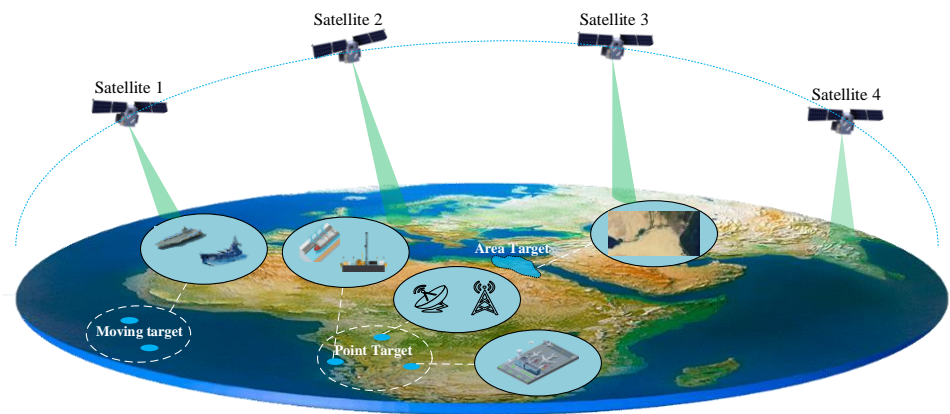 Satellite 1
Satellite 2
Satellite 3
Satellite 4
Area Target
Moving target
Point Target